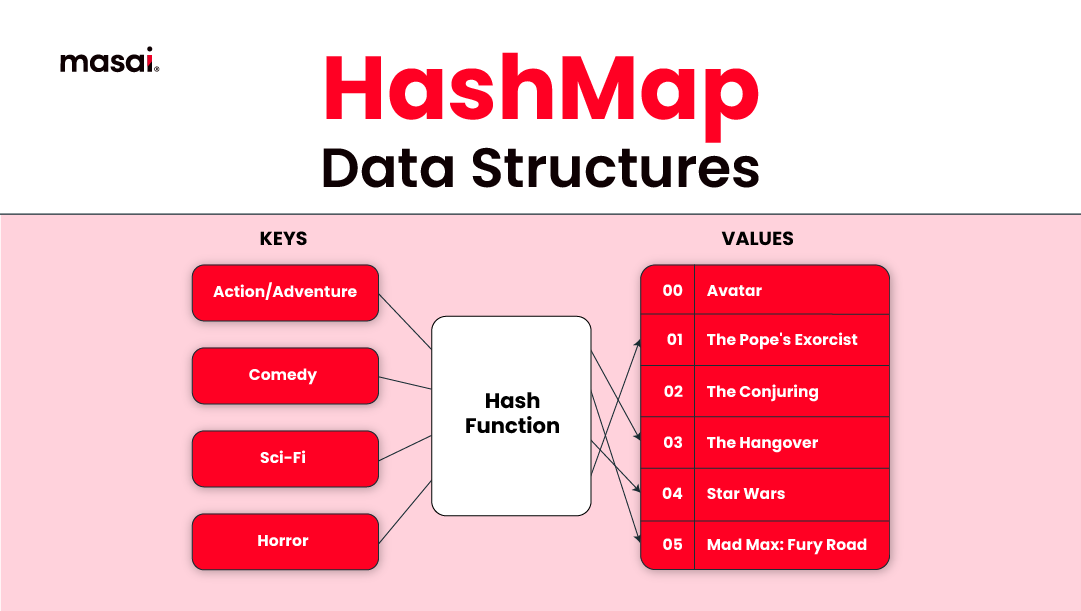 masai®
HashMap
Data Structures
KEYS
VALUES
Action/Adventure
Comedy
Sci-Fi
Horror
Hash
Function
00 Avatar
01 The Pope's Exorcist
02 The Conjuring
03 The Hangover
04 Star Wars
05 Mad Max: Fury Road